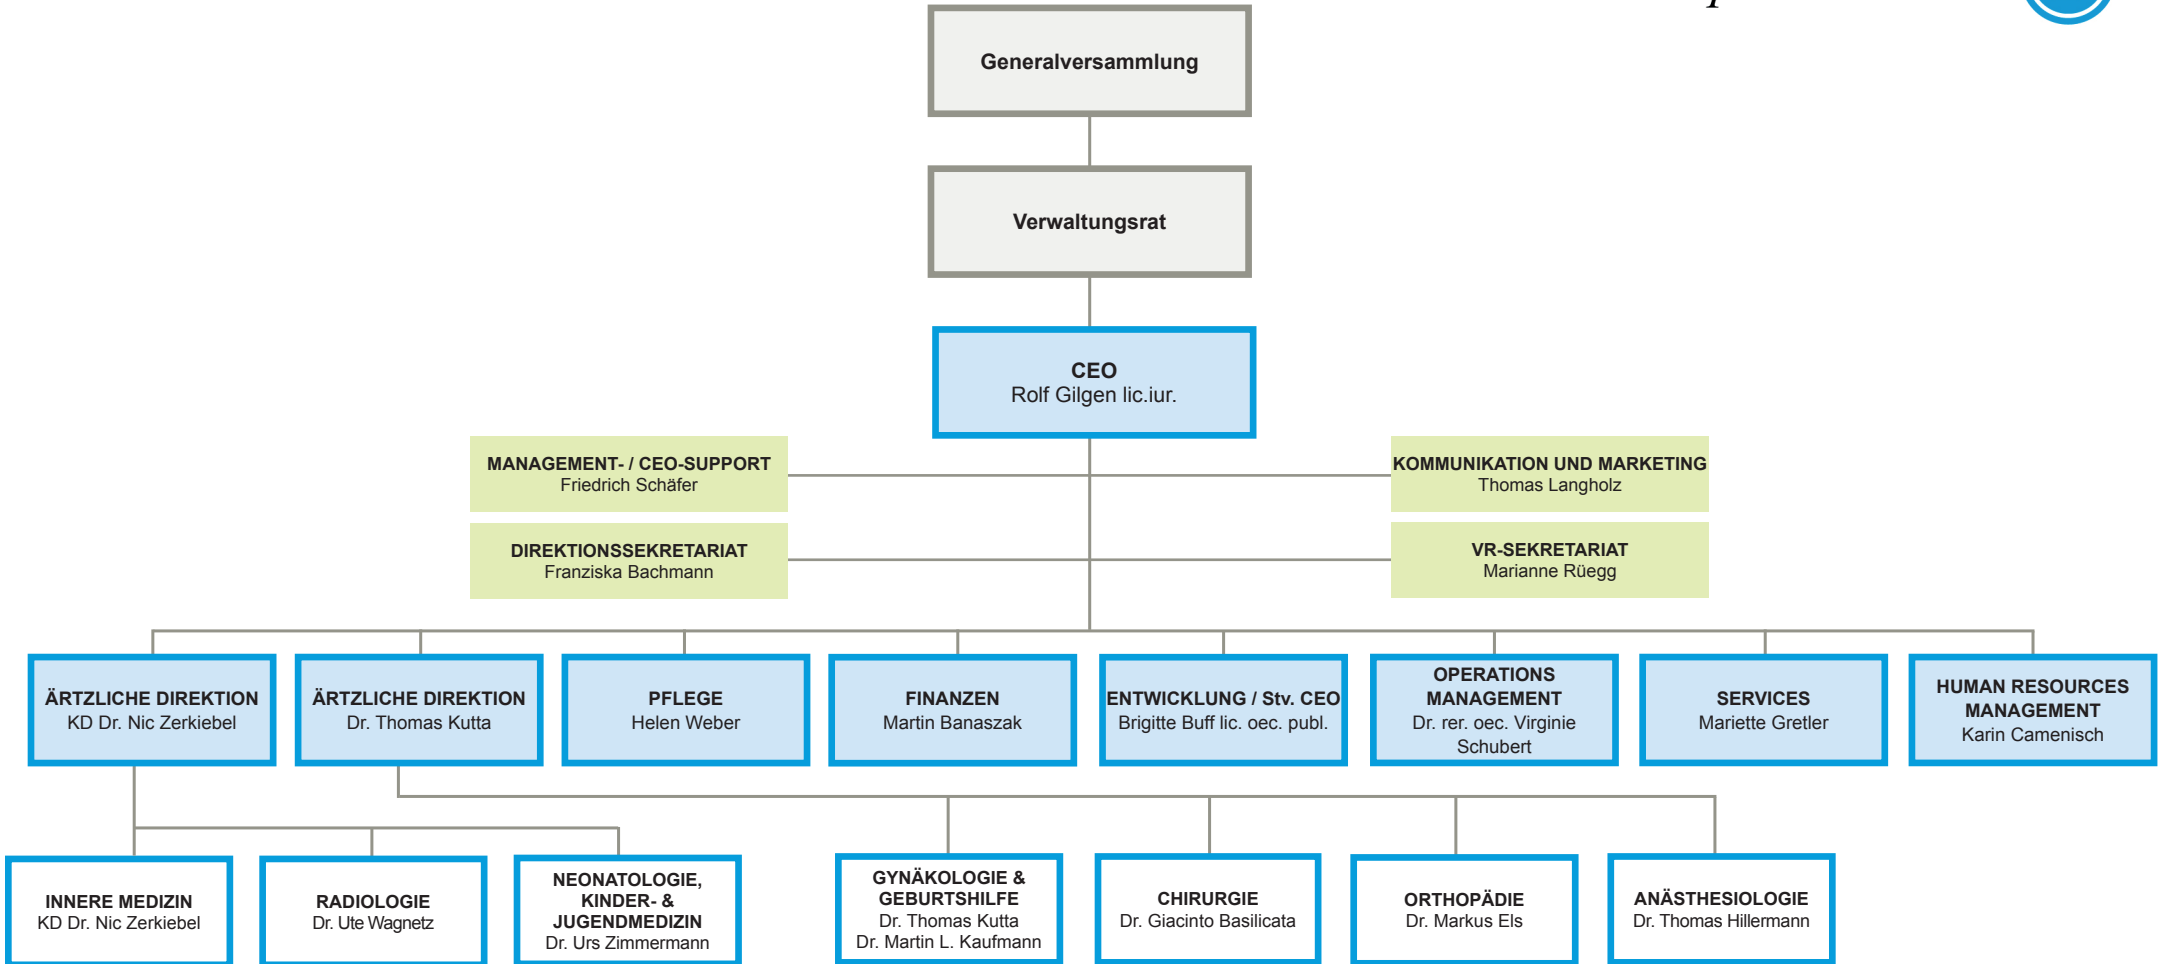 Generalversammlung
Verwaltungsrat
CEO
Rolf Gilgen lic.iur.
MANAGEMENT- / CEO-SUPPORT
Friedrich Schäfer
KOMMUNIKATION UND MARKETING
Thomas Langholz
DIREKTIONSSEKRETARIAT
Franziska Bachmann
VR-SEKRETARIAT
Marianne Rüegg
ÄRTZLICHE DIREKTION
KD Dr. Nic Zerkiebel
ÄRTZLICHE DIREKTION
Dr. Thomas Kutta
PFLEGE
Helen Weber
FINANZEN
Martin Banaszak
ENTWICKLUNG / Stv. CEO
Brigitte Buff lic. oec. publ.
OPERATIONS
MANAGEMENT
Dr. rer. oec. Virginie
Schubert
SERVICES
Mariette Gretler
HUMAN RESOURCES
MANAGEMENT
Karin Camenisch
INNERE MEDIZIN
KD Dr. Nic Zerkiebel
RADIOLOGIE
Dr. Ute Wagnetz
NEONATOLOGIE,
KINDER- &
JUGENDMEDIZIN
Dr. Urs Zimmermann
GYNÄKOLOGIE &
GEBURTSHILFE
Dr. Thomas Kutta
Dr. Martin L. Kaufmann
CHIRURGIE
Dr. Giacinto Basilicata
ORTHOPÄDIE
Dr. Markus Els
ANÄSTHESIOLOGIE
Dr. Thomas Hillermann